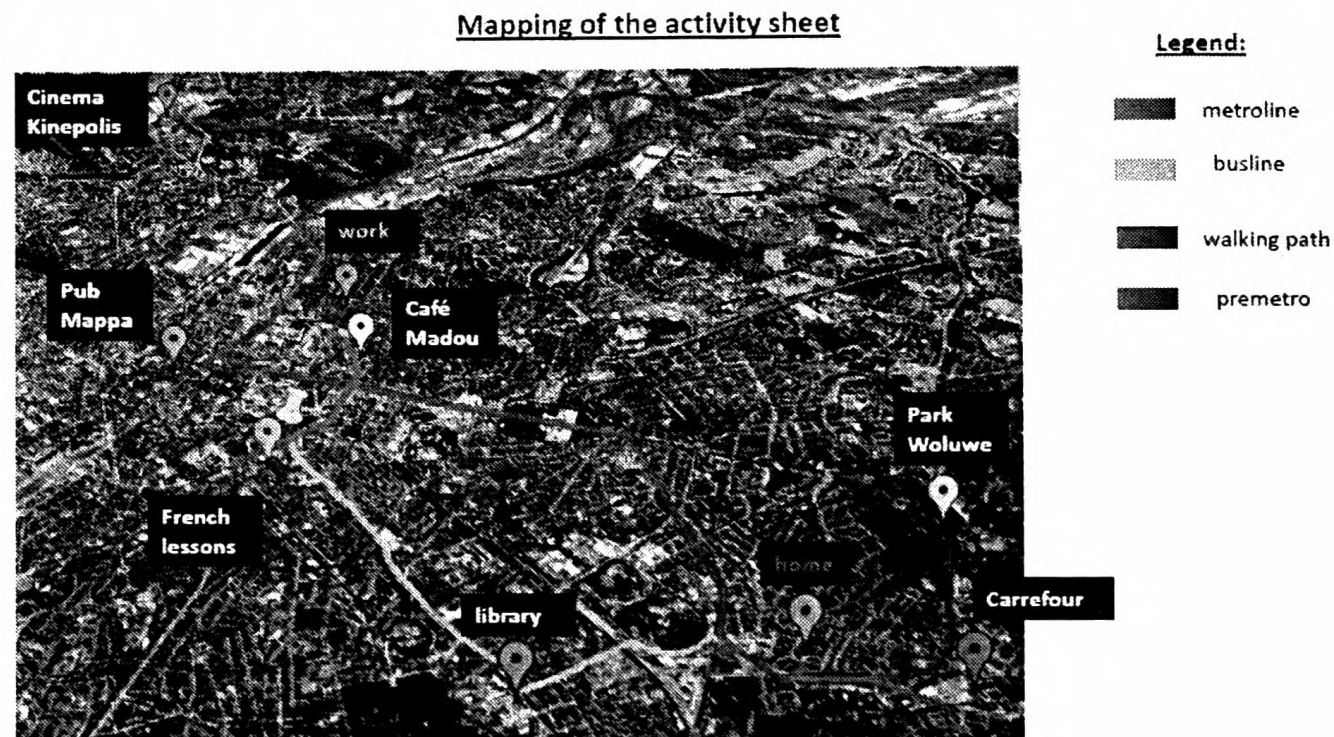 Mapping of the activity sheet
Legend:
metroline
busline
walking path
premetro
Cinema
Kinepolis
work
Pub
Mappa
Café
Madou
Park
Woluwe
French
lessons
home
library
Carrefour